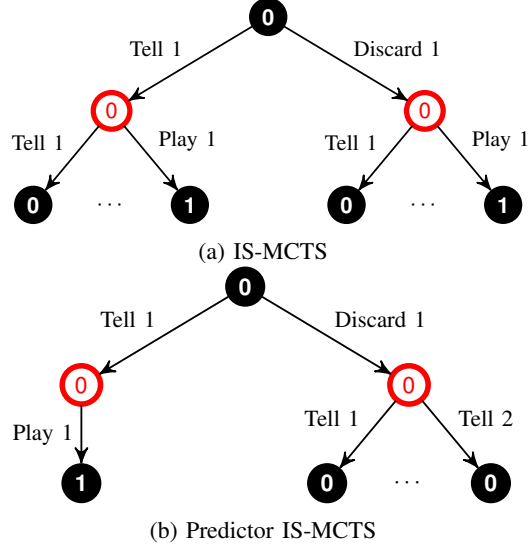 0
Tell 1 Discard 1
0 0
Tell 1 Play 1 Tell 1 Play 1
0 ... 1 0 ... 1
(a) IS-MCTS
0
Tell 1 Discard 1
0 0
Play 1 Tell 1 Tell 2
1 0 ... 0
(b) Predictor IS-MCTS